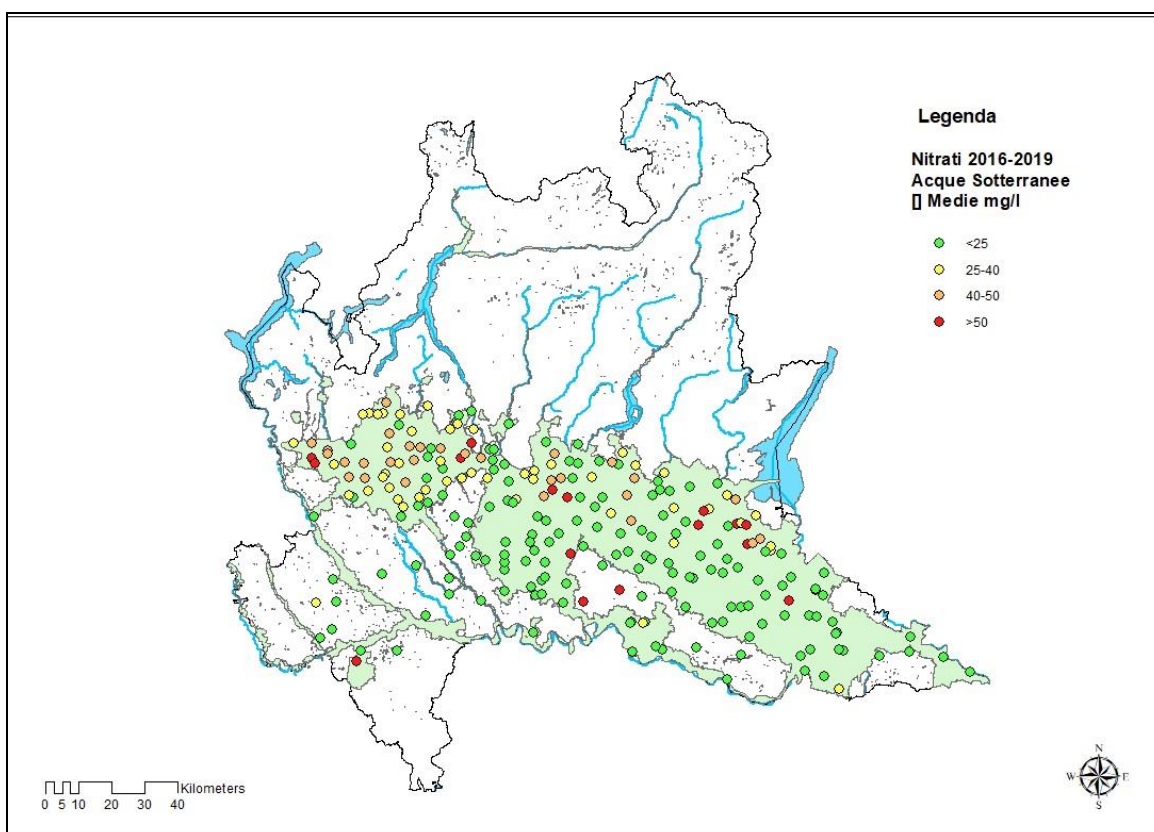 Legenda
Nitrati 2016-2019
Acque Sotterranee
[] Medie mg/l
<25
25-40
40-50
>50
Kilometers
0 5 10 20 30 40
N
W E
S